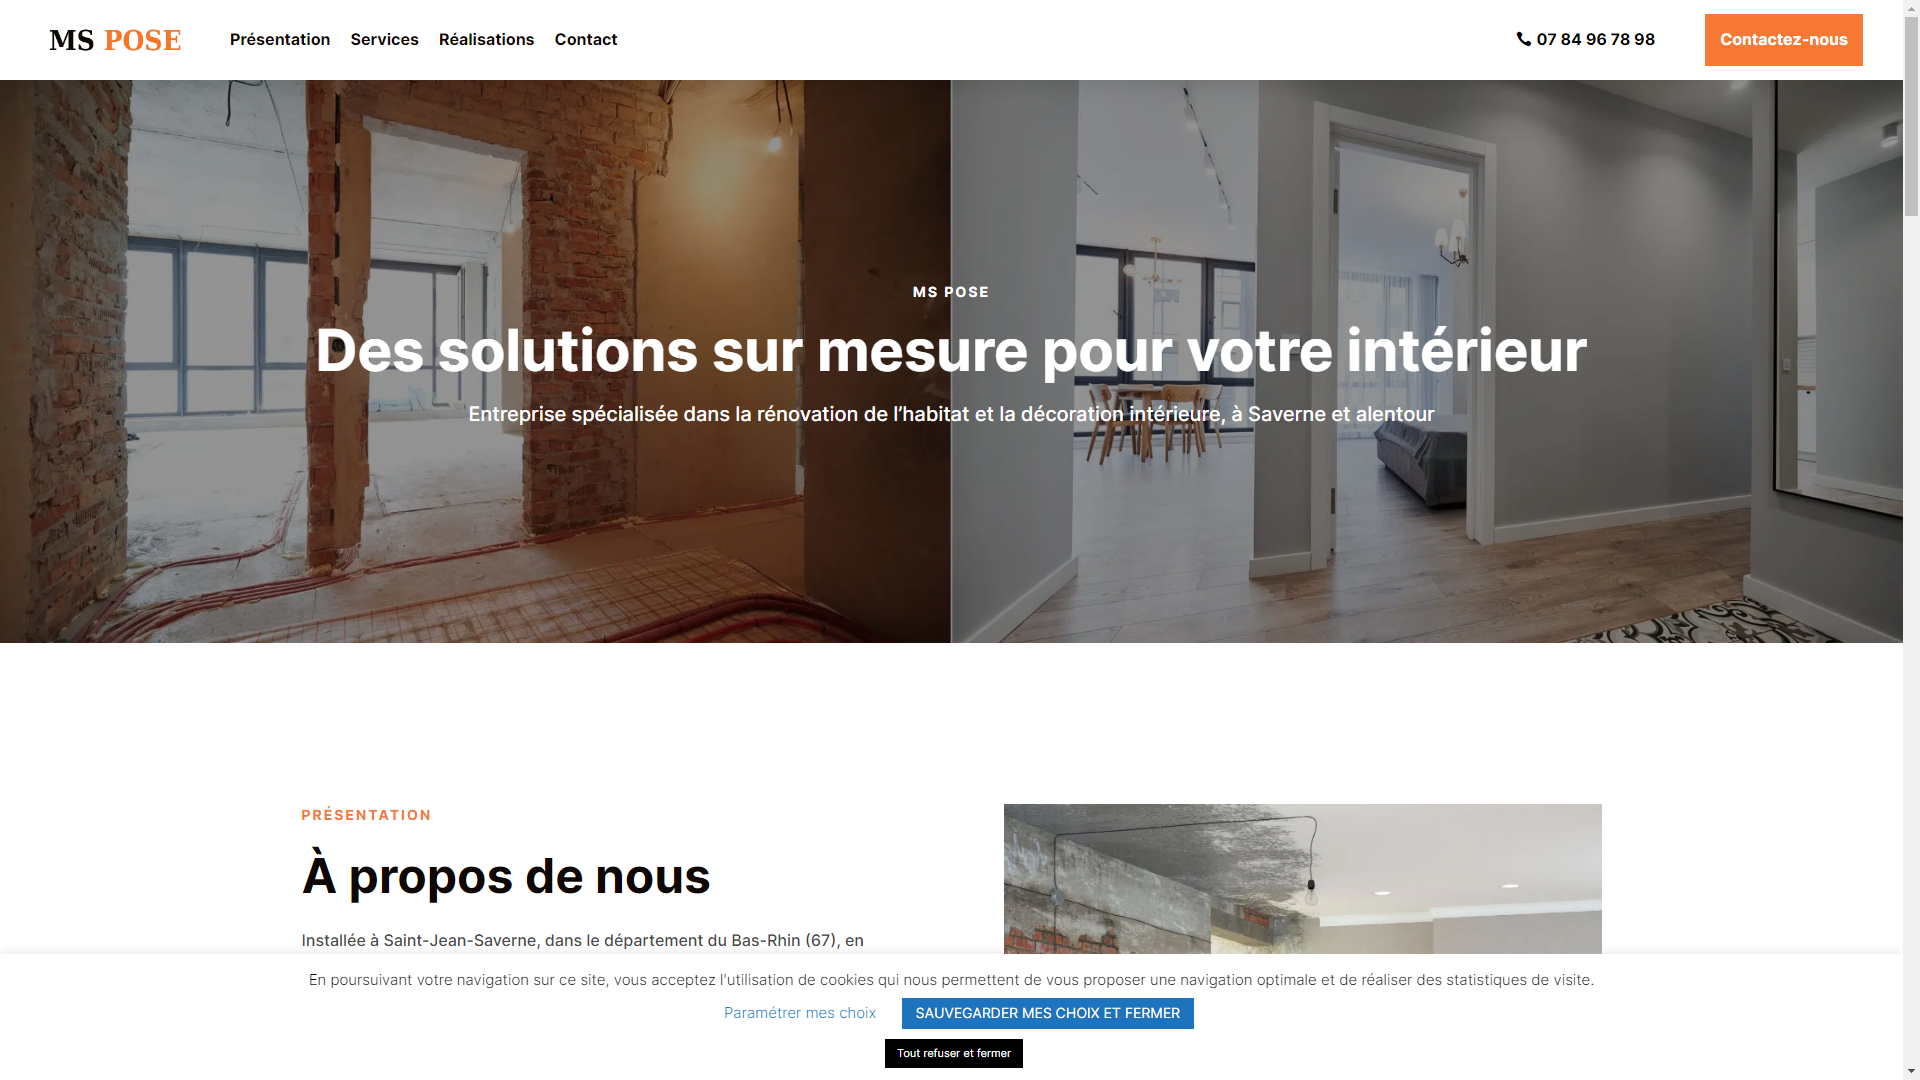 MS POSE
Présentation Services Réalisations Contact
07 84 96 78 98
Contactez-nous
MS POSE
Des solutions sur mesure pour votre intérieur
Entreprise spécialisée dans la rénovation de l’habitat et la décoration intérieure, à Saverne et alentour
PRÉSENTATION
À propos de nous
Installée à Saint-Jean-Saverne, dans le département du Bas-Rhin (67), en
En poursuivant votre navigation sur ce site, vous acceptez l'utilisation de cookies qui nous permettent de vous proposer une navigation optimale et de réaliser des statistiques de visite.
Paramétrer mes choix
SAUVEGARDER MES CHOIX ET FERMER
Tout refuser et fermer